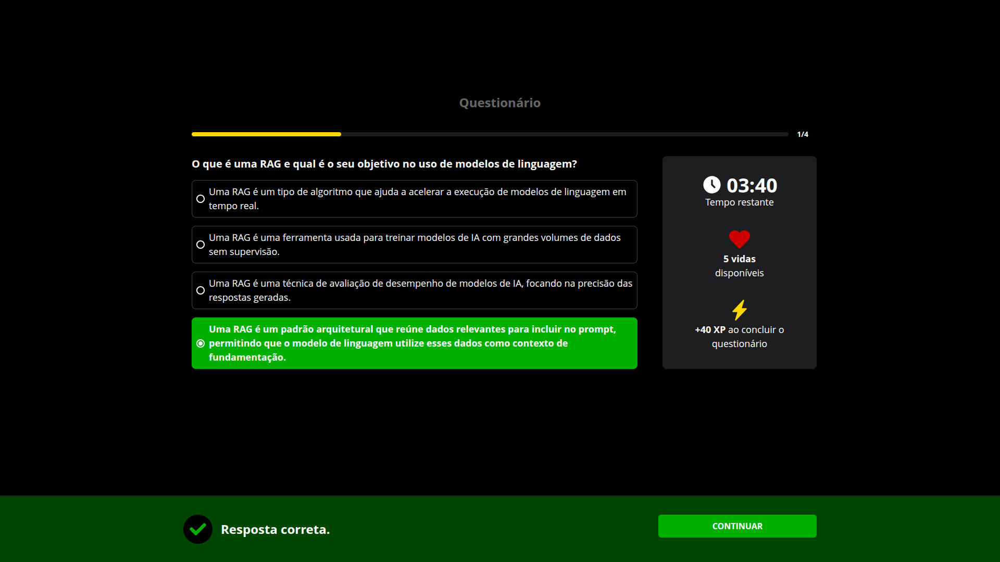 Questionário
1/4
O que é uma RAG e qual é o seu objetivo no uso de modelos de linguagem?
Uma RAG é um tipo de algoritmo que ajuda a acelerar a execução de modelos de linguagem em
tempo real.
Uma RAG é uma ferramenta usada para treinar modelos de IA com grandes volumes de dados
sem supervisão.
Uma RAG é uma técnica de avaliação de desempenho de modelos de IA, focando na precisão das
respostas geradas.
Uma RAG é um padrão arquitetural que reúne dados relevantes para incluir no prompt,
permitindo que o modelo de linguagem utilize esses dados como contexto de
fundamentação.
03:40
Tempo restante
5 vidas
disponíveis
+40 XP ao concluir o
questionário
Resposta correta.
CONTINUAR